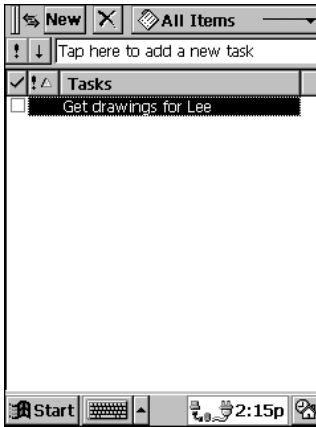 New All Items
! ↓ Tap here to add a new task
! Tasks
Get drawings for Lee
Start 2:15p